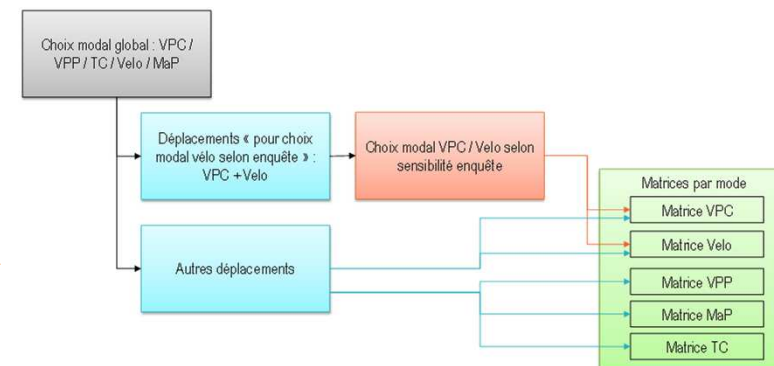 Choix modal global : VPC /
VPP / TC / Velo / MaP
Déplacements « pour choix
modal vélo selon enquête » :
VPC + Velo
Choix modal VPC / Velo selon
sensibilité enquête
Autres déplacements
Matrices par mode
Matrice VPC
Matrice Velo
Matrice VPP
Matrice MaP
Matrice TC